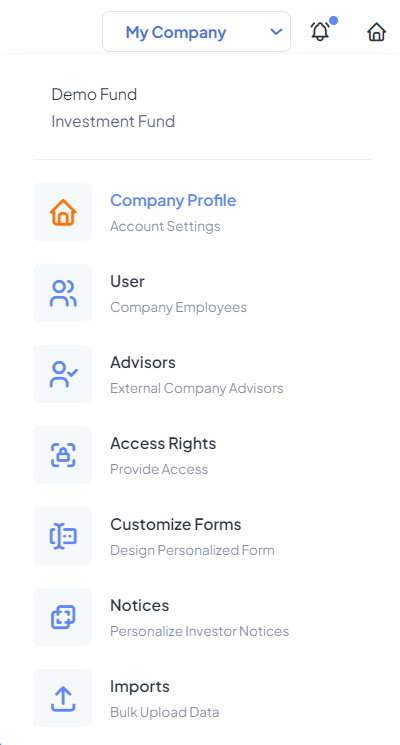 My Company
Demo Fund
Investment Fund
Company Profile
Account Settings
User
Company Employees
Advisors
External Company Advisors
Access Rights
Provide Access
Customize Forms
Design Personalized Form
Notices
Personalize Investor Notices
Imports
Bulk Upload Data